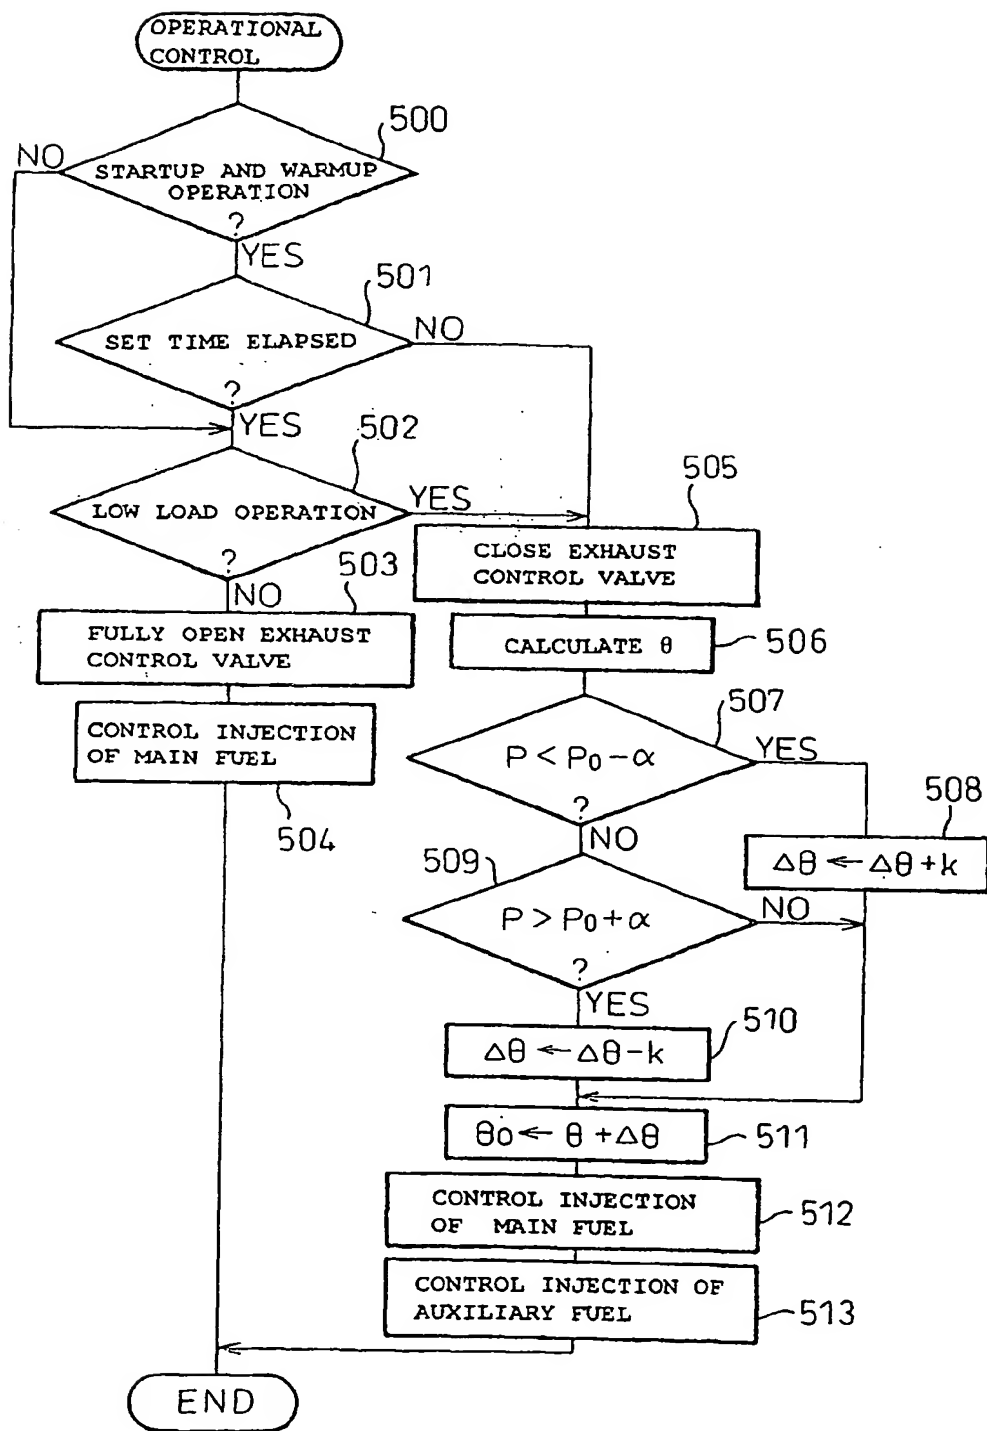 OPERATIONAL
CONTROL
500
NO
STARTUP AND WARMUP
OPERATION
?
YES
501
NO
SET TIME ELAPSED
?
YES
502
YES
LOW LOAD OPERATION
?
NO
503
FULLY OPEN EXHAUST
CONTROL VALVE
CONTROL INJECTION
OF MAIN FUEL
504
505
CLOSE EXHAUST
CONTROL VALVE
CALCULATE θ
506
507
P < P₀ - α
YES
?
NO
508
Δθ ← Δθ + k
509
P > P₀ + α
NO
?
YES
510
Δθ ← Δθ - k
θo ← θ + Δθ
511
CONTROL INJECTION
OF MAIN FUEL
512
CONTROL INJECTION OF
AUXILIARY FUEL
513
END